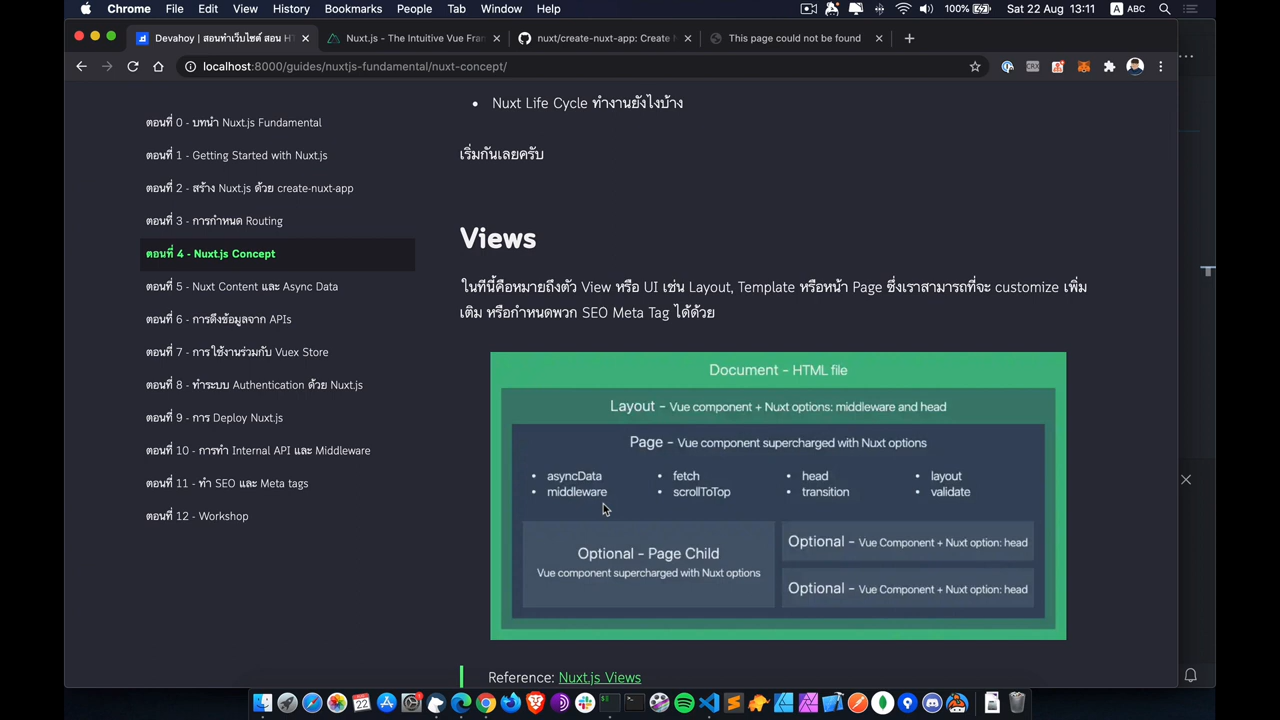 Chrome File Edit View History Bookmarks People Tab Window Help 100% Sat 22 Aug 13:11 A ABC
Devahoy | สอนทำเว็บไซต์ สอน HT
Nuxt.js - The Intuitive Vue Fran
nuxt/create-nuxt-app: Create N
This page could not be found
localhost:8000/guides/nuxtjs-fundamental/nuxt-concept/
ตอนที่ 0 - บทนำ Nuxt.js Fundamental
ตอนที่ 1 - Getting Started with Nuxt.js
ตอนที่ 2 - สร้าง Nuxt.js ด้วย create-nuxt-app
ตอนที่ 3 - การกำหนด Routing
ตอนที่ 4 - Nuxt.js Concept
ตอนที่ 5 - Nuxt Content และ Async Data
ตอนที่ 6 - การดึงข้อมูลจาก APIs
ตอนที่ 7 - การใช้งานร่วมกับ Vuex Store
ตอนที่ 8 - ทำระบบ Authentication ด้วย Nuxt.js
ตอนที่ 9 - การ Deploy Nuxt.js
ตอนที่ 10 - การทำ Internal API และ Middleware
ตอนที่ 11 - ทำ SEO และ Meta tags
ตอนที่ 12 - Workshop
• Nuxt Life Cycle ทำงานยังไงบ้าง
เริ่มกันเลยครับ
Views
ในทีนี้คือหมายถึงตัว View หรือ UI เช่น Layout, Template หรือหน้า Page ซึ่งเราสามารถที่จะ customize เพิ่ม
เติม หรือกำหนดพวก SEO Meta Tag ได้ด้วย
Document - HTML file
Layout - Vue component + Nuxt options: middleware and head
Page - Vue component supercharged with Nuxt options
• asyncData • fetch • head • layout
• middleware • scrollToTop • transition • validate
Optional - Page Child
Vue component supercharged with Nuxt options
Optional - Vue Component + Nuxt option: head
Optional - Vue Component + Nuxt option: head
Reference: Nuxt.js Views